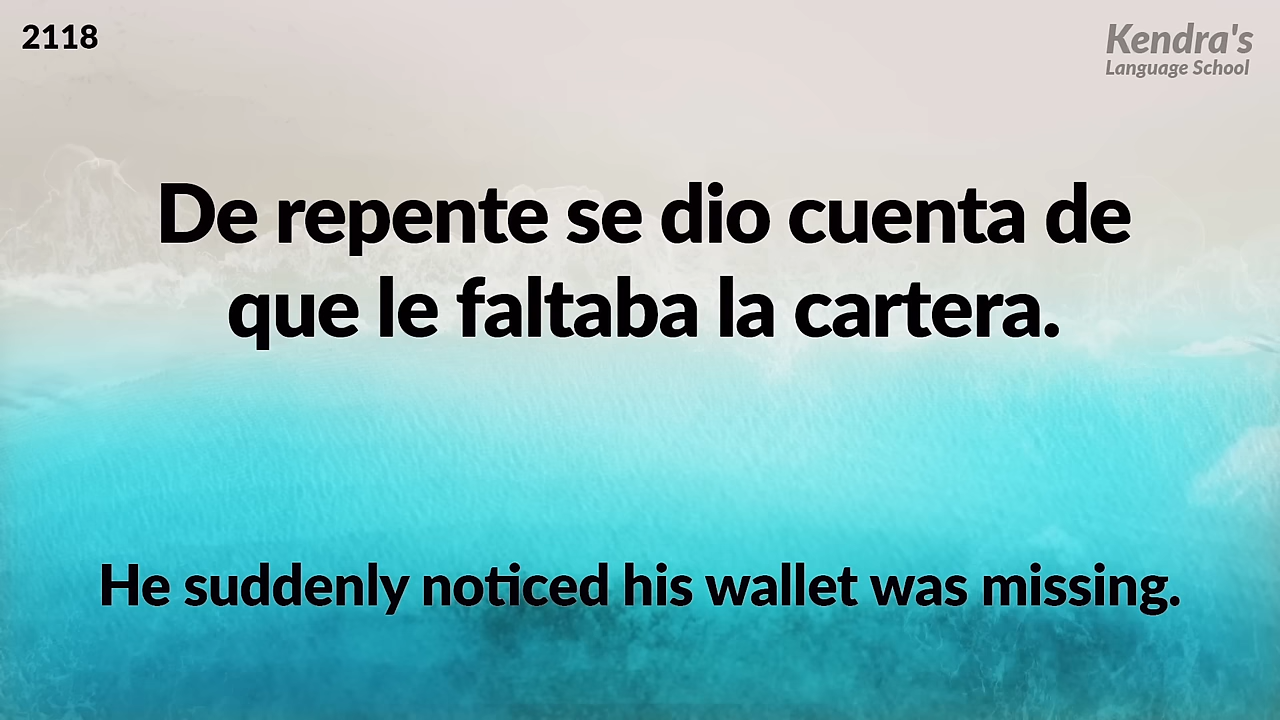 2118
Kendra's
Language School
De repente se dio cuenta de
que le faltaba la cartera.
He suddenly noticed his wallet was missing.